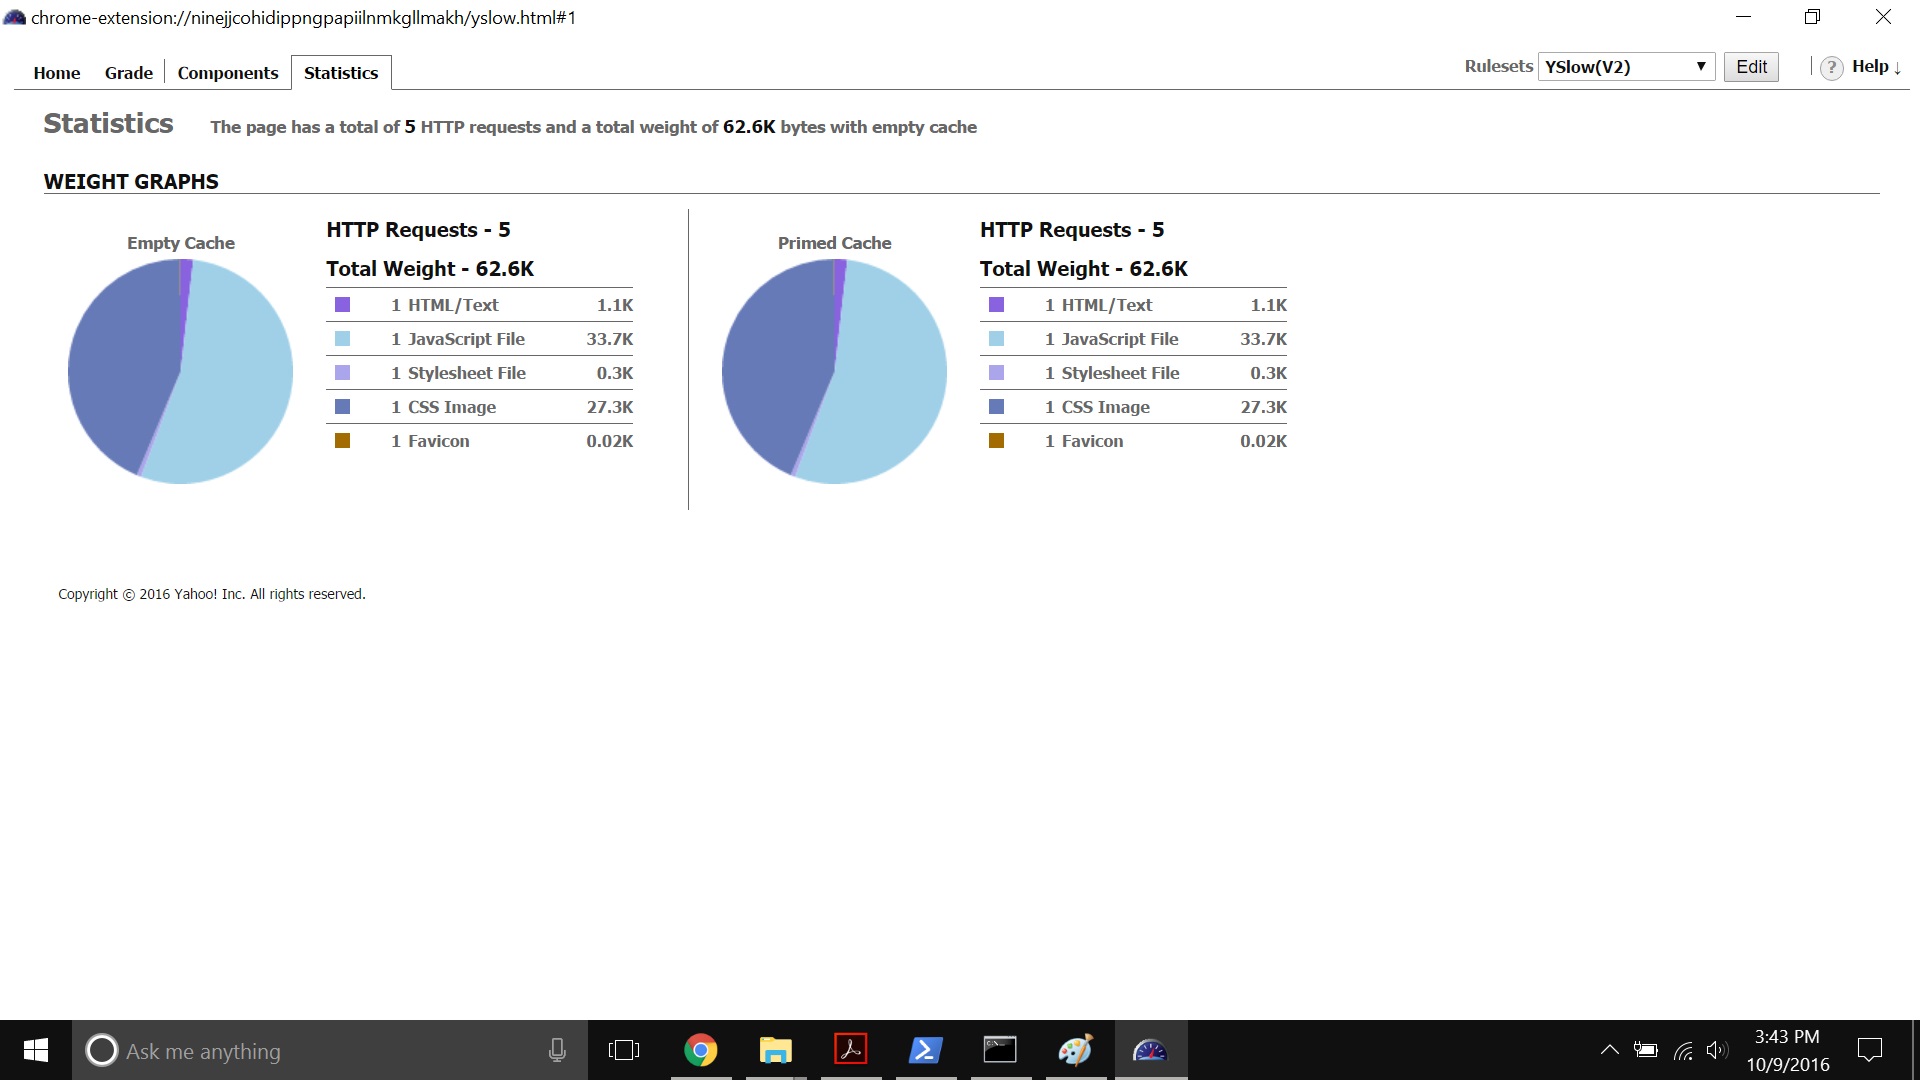 chrome-extension://ninejjcohidippngpapiilnmkgllmakh/yslow.html#1
Home Grade Components Statistics Rulesets YSlow(V2) ▼ Edit ? Help ↓
Statistics The page has a total of 5 HTTP requests and a total weight of 62.6K bytes with empty cache
WEIGHT GRAPHS
Empty Cache
HTTP Requests - 5
Total Weight - 62.6K
1 HTML/Text 1.1K
1 JavaScript File 33.7K
1 Stylesheet File 0.3K
1 CSS Image 27.3K
1 Favicon 0.02K
Primed Cache
HTTP Requests - 5
Total Weight - 62.6K
1 HTML/Text 1.1K
1 JavaScript File 33.7K
1 Stylesheet File 0.3K
1 CSS Image 27.3K
1 Favicon 0.02K
Copyright © 2016 Yahoo! Inc. All rights reserved.
Ask me anything
3:43 PM
10/9/2016